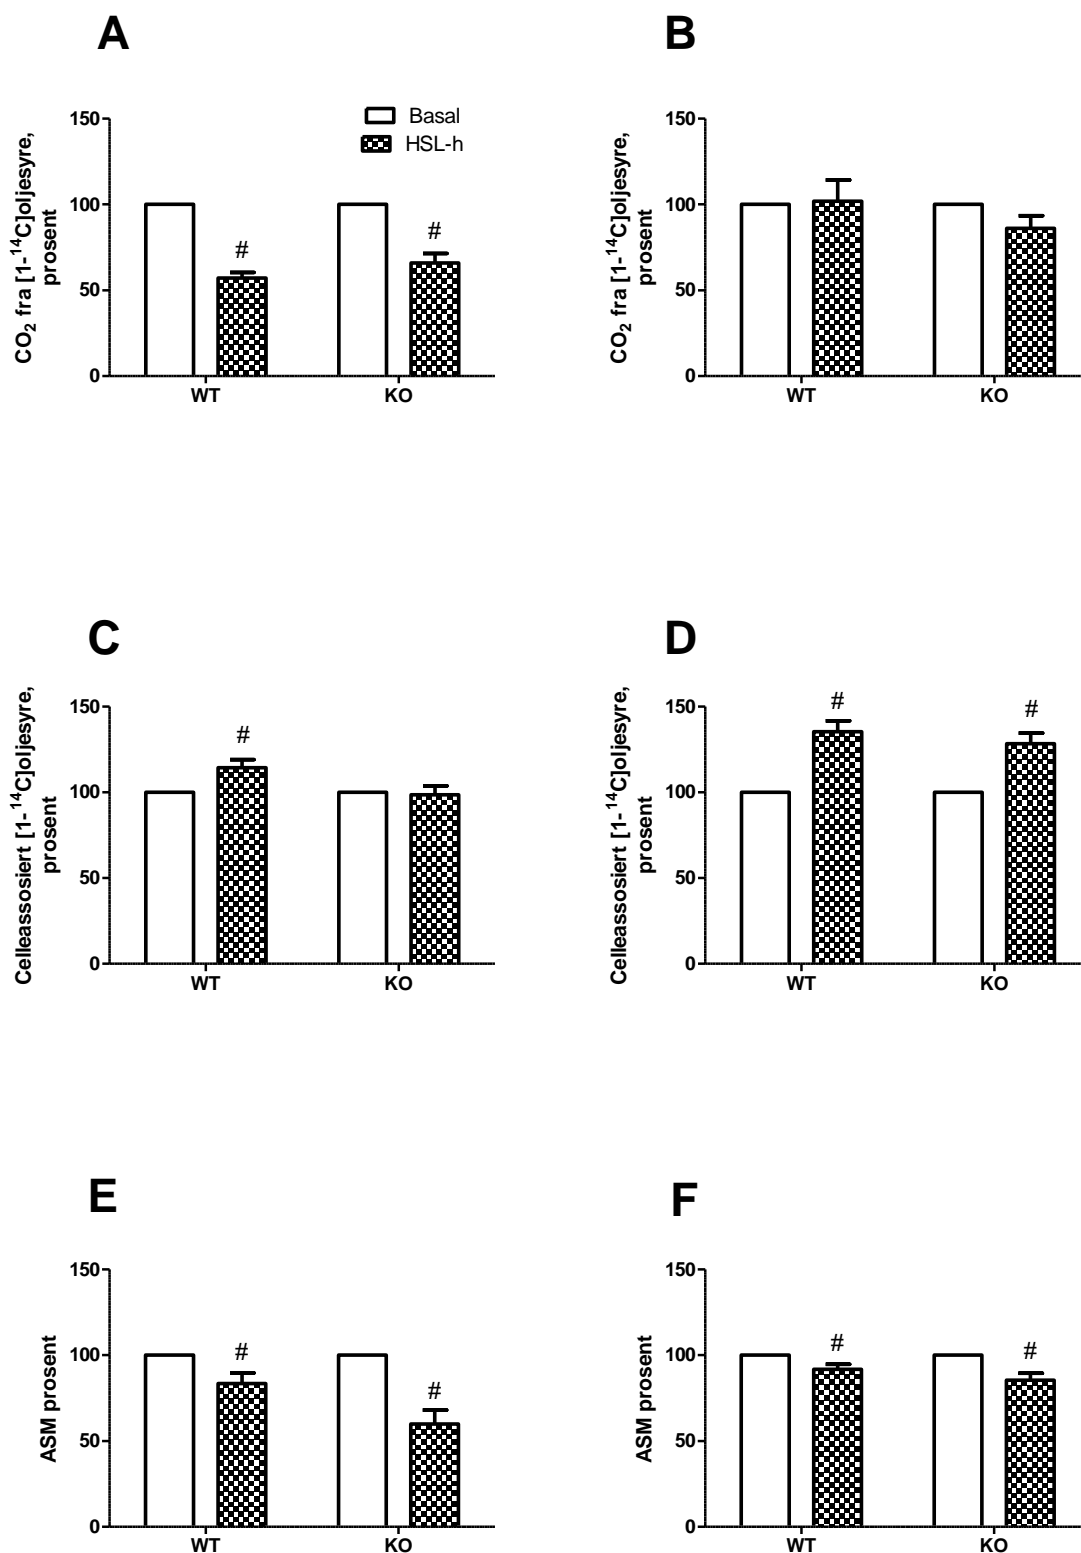 A
CO2 fra [1-14C]oljesyre,
prosent
150
100
50
0
Basal
HSL-h
#
#
WT
KO
B
CO2 fra [1-14C]oljesyre,
prosent
150
100
50
0
WT
KO
C
Celleassosiert [1-14C]oljesyre,
prosent
150
100
50
0
#
WT
KO
D
Celleassosiert [1-14C]oljesyre,
prosent
150
100
50
0
#
#
WT
KO
E
ASM prosent
150
100
50
0
#
#
WT
KO
F
ASM prosent
150
100
50
0
#
#
WT
KO